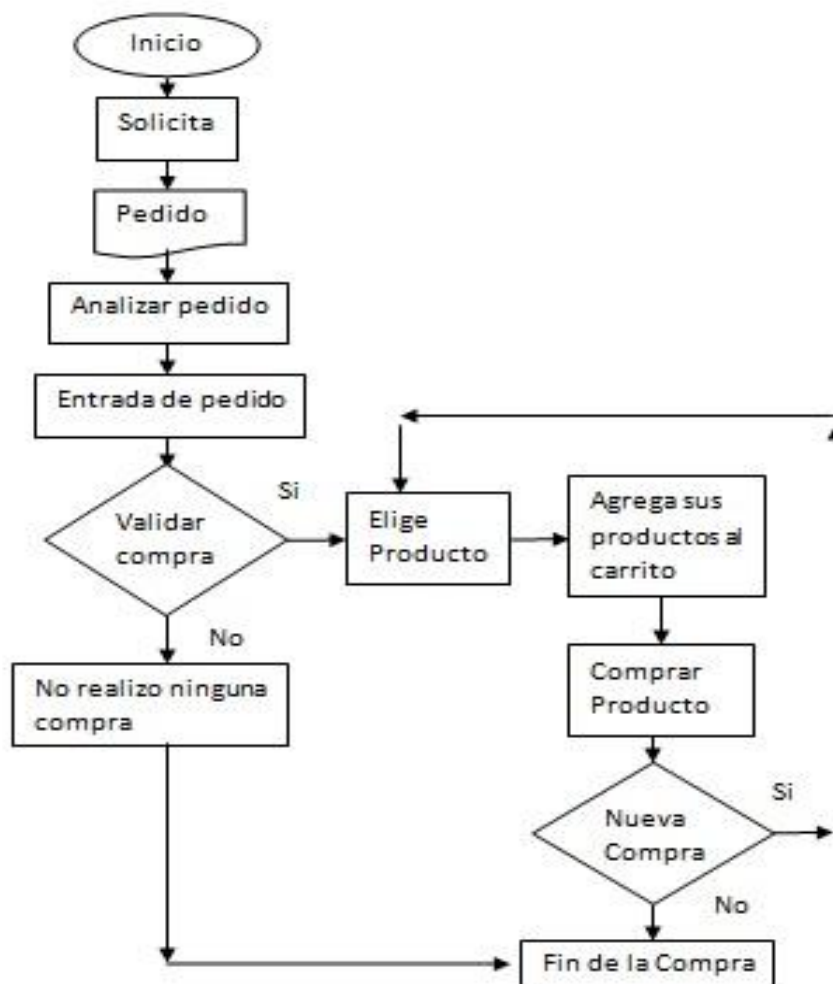 Inicio
Solicita
Pedido
Analizar pedido
Entrada de pedido
Validar
compra
Si
Elige
Producto
Agrega sus
productos al
carrito
No
No realizo ninguna
compra
Comprar
Producto
Nueva
Compra
Si
No
Fin de la Compra